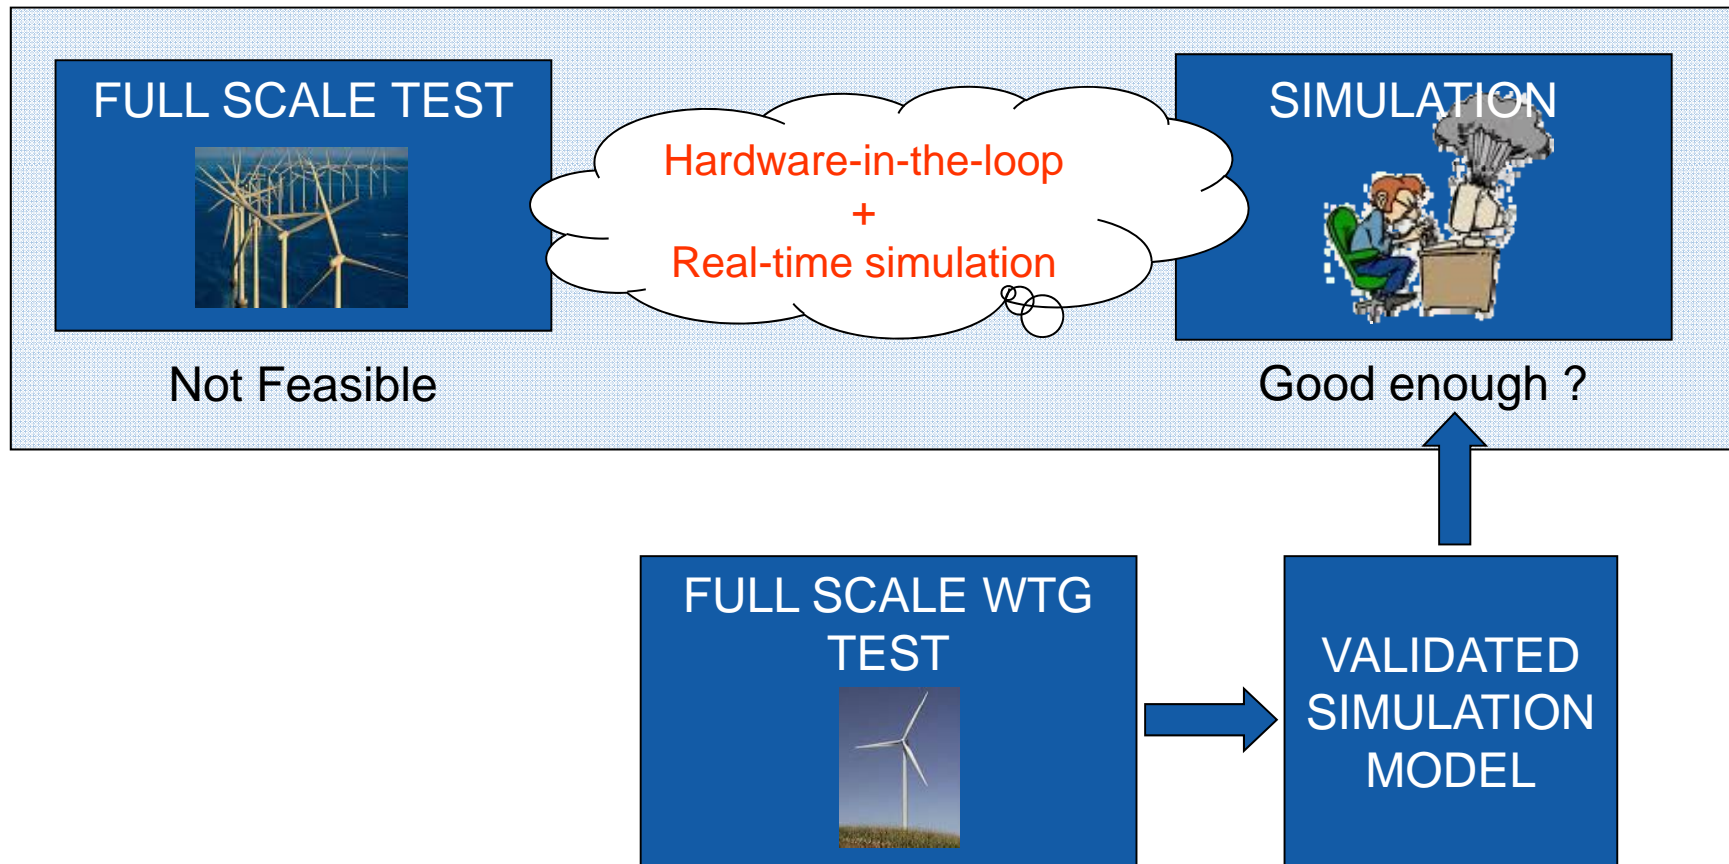 FULL SCALE TEST
Hardware-in-the-loop
+
Real-time simulation
SIMULATION
Not Feasible
Good enough ?
FULL SCALE WTG
TEST
VALIDATED
SIMULATION
MODEL